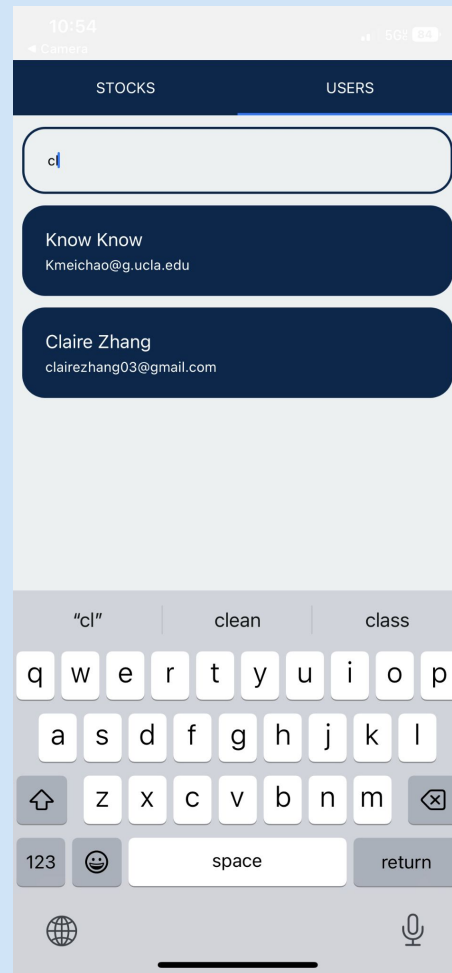 10:54
5GE 84
◀ Camera
STOCKS USERS
cl
Know Know
Kmeichao@g.ucla.edu
Claire Zhang
clairezhang03@gmail.com
“cl” clean class
q w e r t y u i o p
a s d f g h j k l
z x c v b n m
123 space return